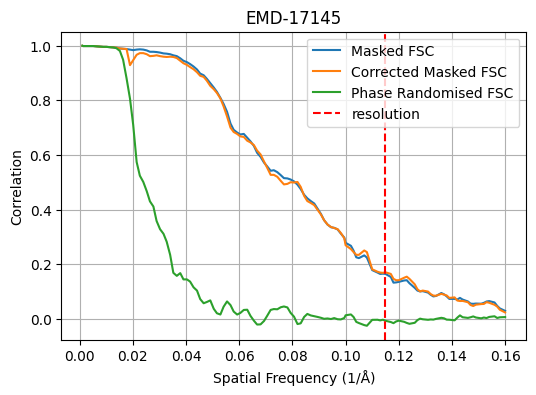 EMD-17145
Masked FSC
Corrected Masked FSC
Phase Randomised FSC
resolution
Correlation
1.0
0.8
0.6
0.4
0.2
0.0
0.00 0.02 0.04 0.06 0.08 0.10 0.12 0.14 0.16
Spatial Frequency (1/Å)